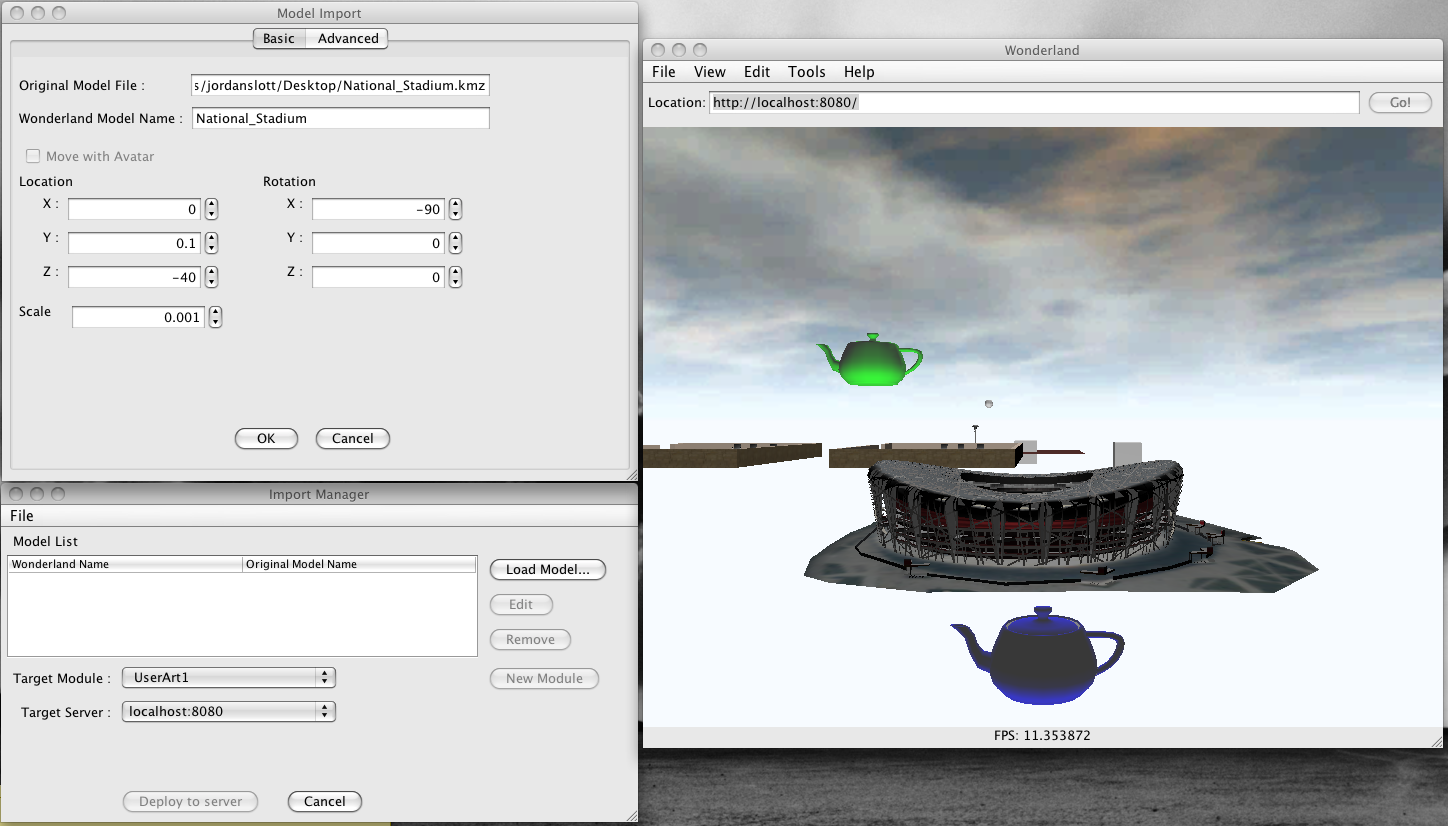 Model Import
Basic Advanced
Original Model File : s/jordanslott/Desktop/National_Stadium.kmz
Wonderland Model Name : National_Stadium
Move with Avatar
Location Rotation
X : 0 X : -90
Y : 0.1 Y : 0
Z : -40 Z : 0
Scale 0.001
OK Cancel
Import Manager
File
Model List
Wonderland Name Original Model Name
Load Model...
Edit
Remove
Target Module : UserArt1 New Module
Target Server : localhost:8080
Deploy to server Cancel
Wonderland
File View Edit Tools Help
Location: http://localhost:8080/ Go!
FPS: 11.353872